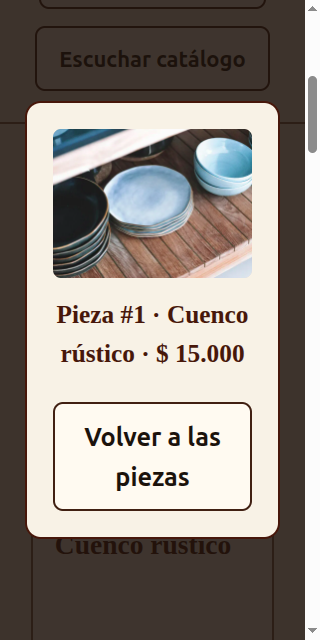 Escuchar catálogo
Pieza #1 · Cuenco
rústico · $ 15.000
Volver a las
piezas
Cuenco rústico